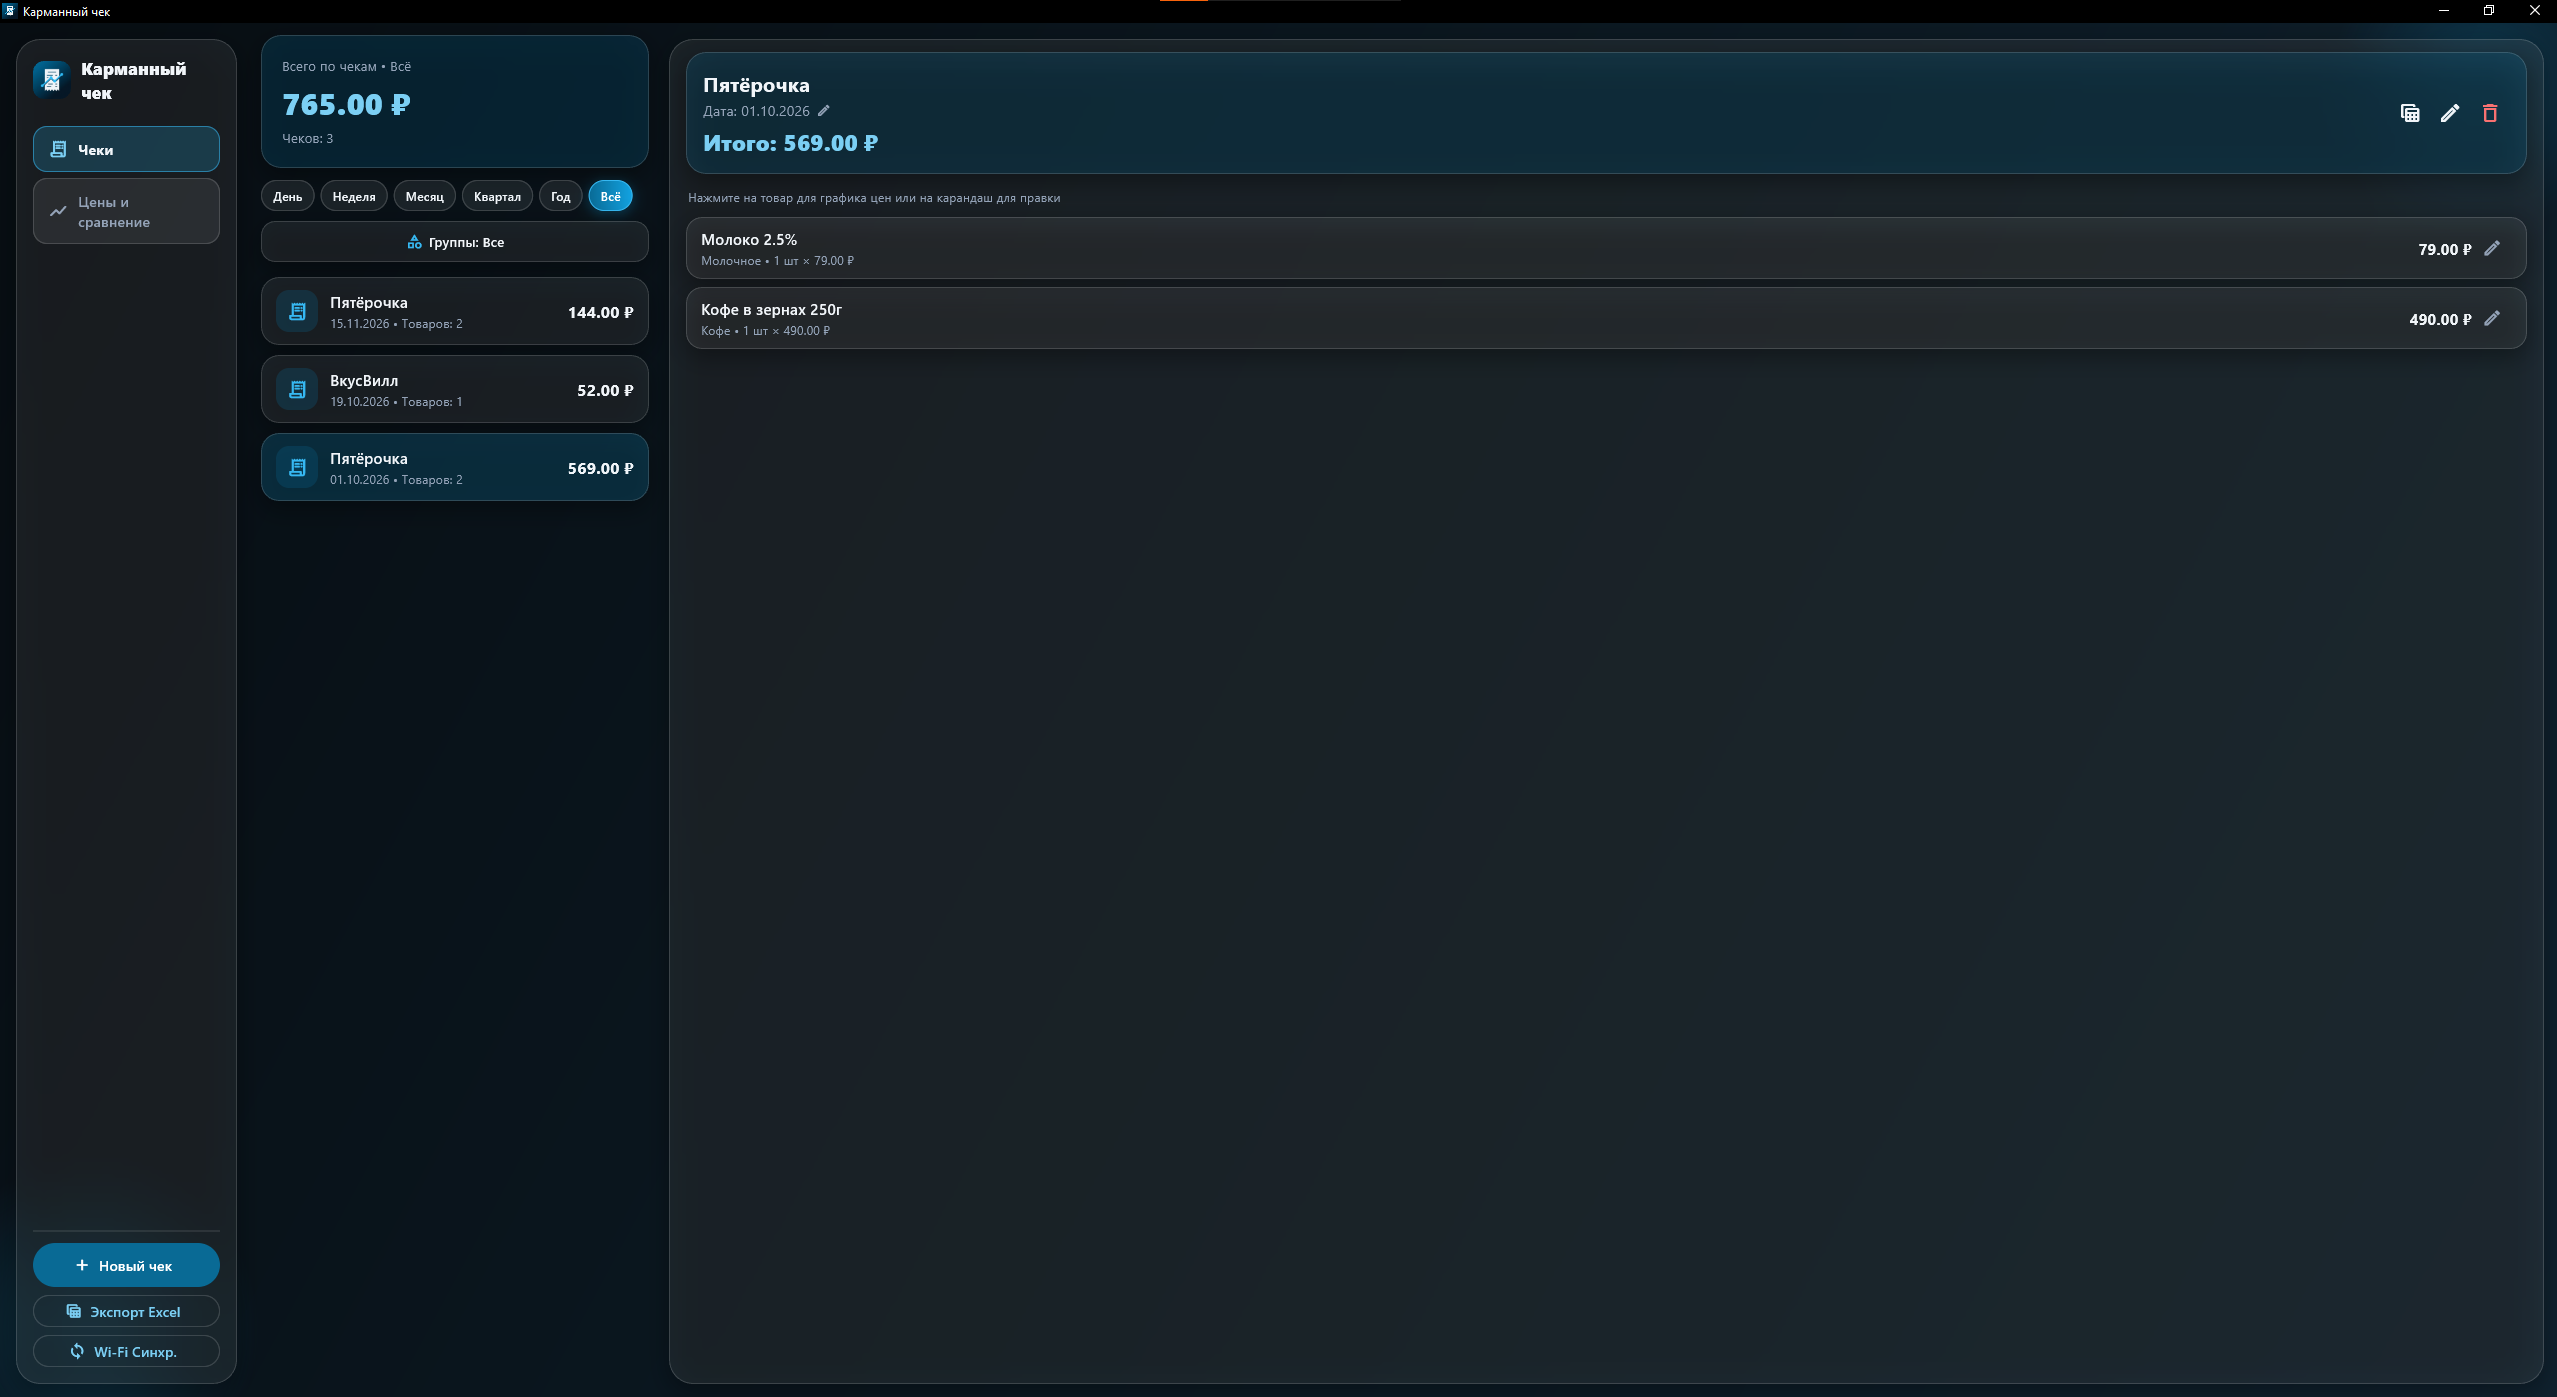 Карманный чек
Карманный
чек
Чеки
Цены и
сравнение
Новый чек
Экспорт Excel
Wi-Fi Синхр.
Всего по чекам • Всё
765.00 ₽
Чеков: 3
День Неделя Месяц Квартал Год Всё
Группы: Все
Пятёрочка
15.11.2026 • Товаров: 2
144.00 ₽
ВкусВилл
19.10.2026 • Товаров: 1
52.00 ₽
Пятёрочка
01.10.2026 • Товаров: 2
569.00 ₽
Пятёрочка
Дата: 01.10.2026
Итого: 569.00 ₽
Нажмите на товар для графика цен или на карандаш для правки
Молоко 2.5%
Молочное • 1 шт × 79.00 ₽
79.00 ₽
Кофе в зернах 250г
Кофе • 1 шт × 490.00 ₽
490.00 ₽